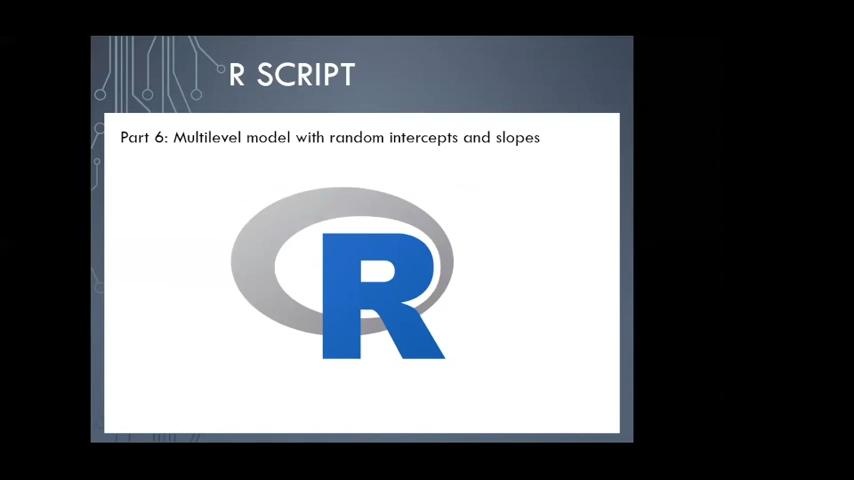 R SCRIPT
Part 6: Multilevel model with random intercepts and slopes
R